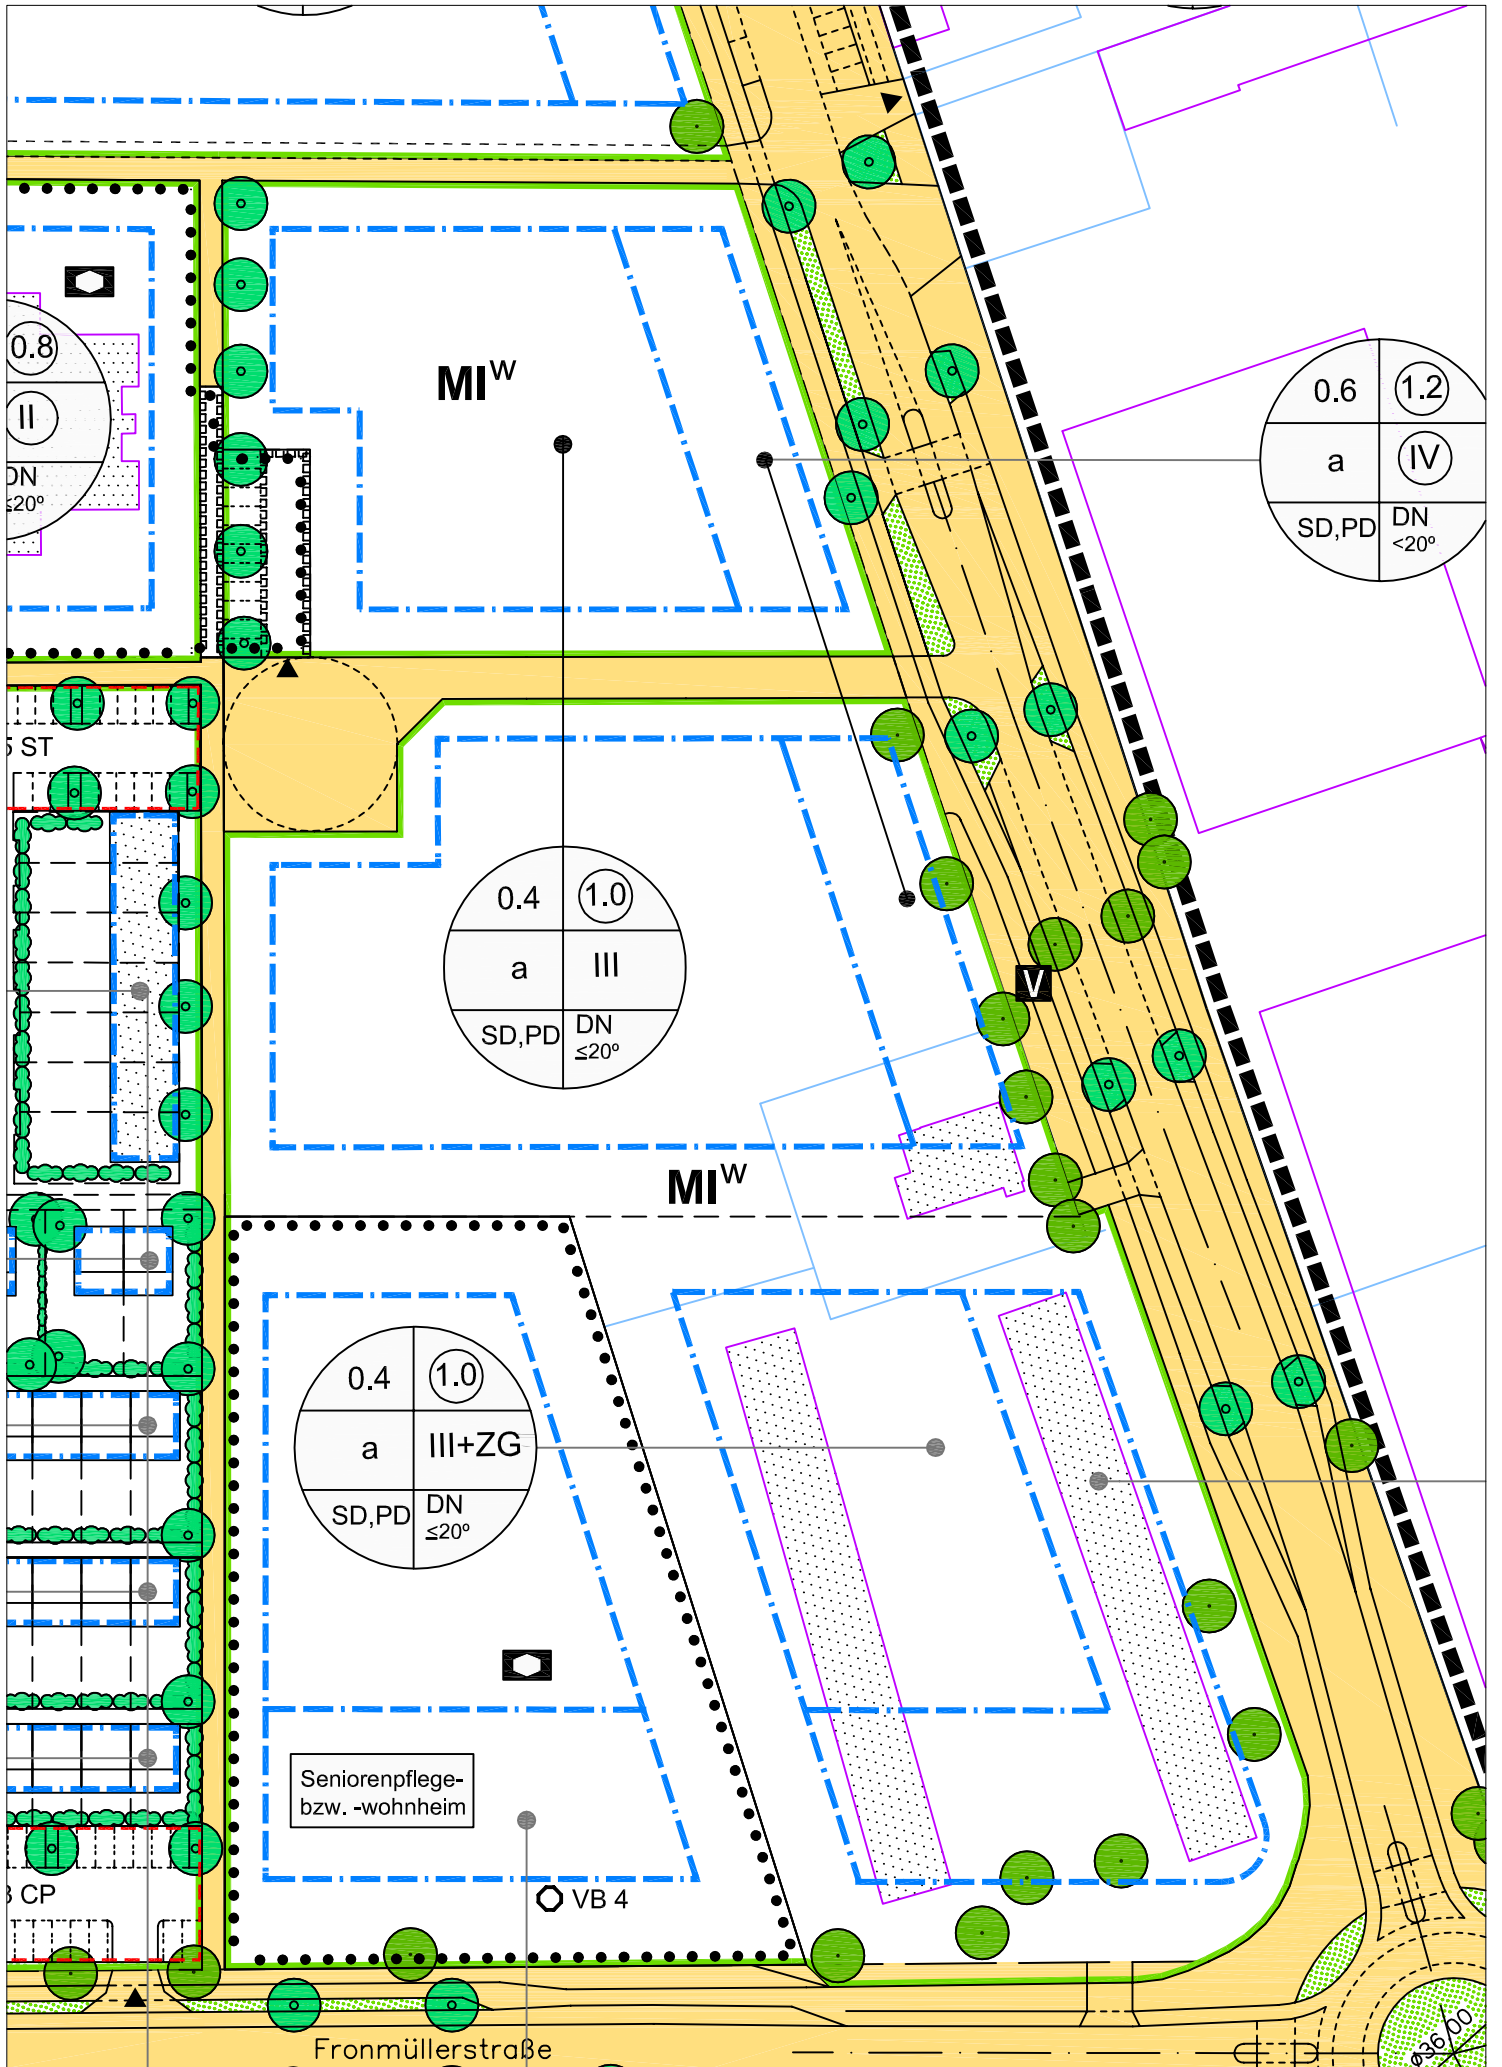 0.8
II
DN
≤20°
MI W
0.6 1.2
a IV
SD,PD DN
<20°
5 ST
0.4 1.0
a III
SD,PD DN
≤20°
V
MI W
0.4 1.0
a III+ZG
SD,PD DN
≤20°
Seniorenpflege-
bzw. -wohnheim
VB 4
CP
Fronmüllerstraße
ø36,00